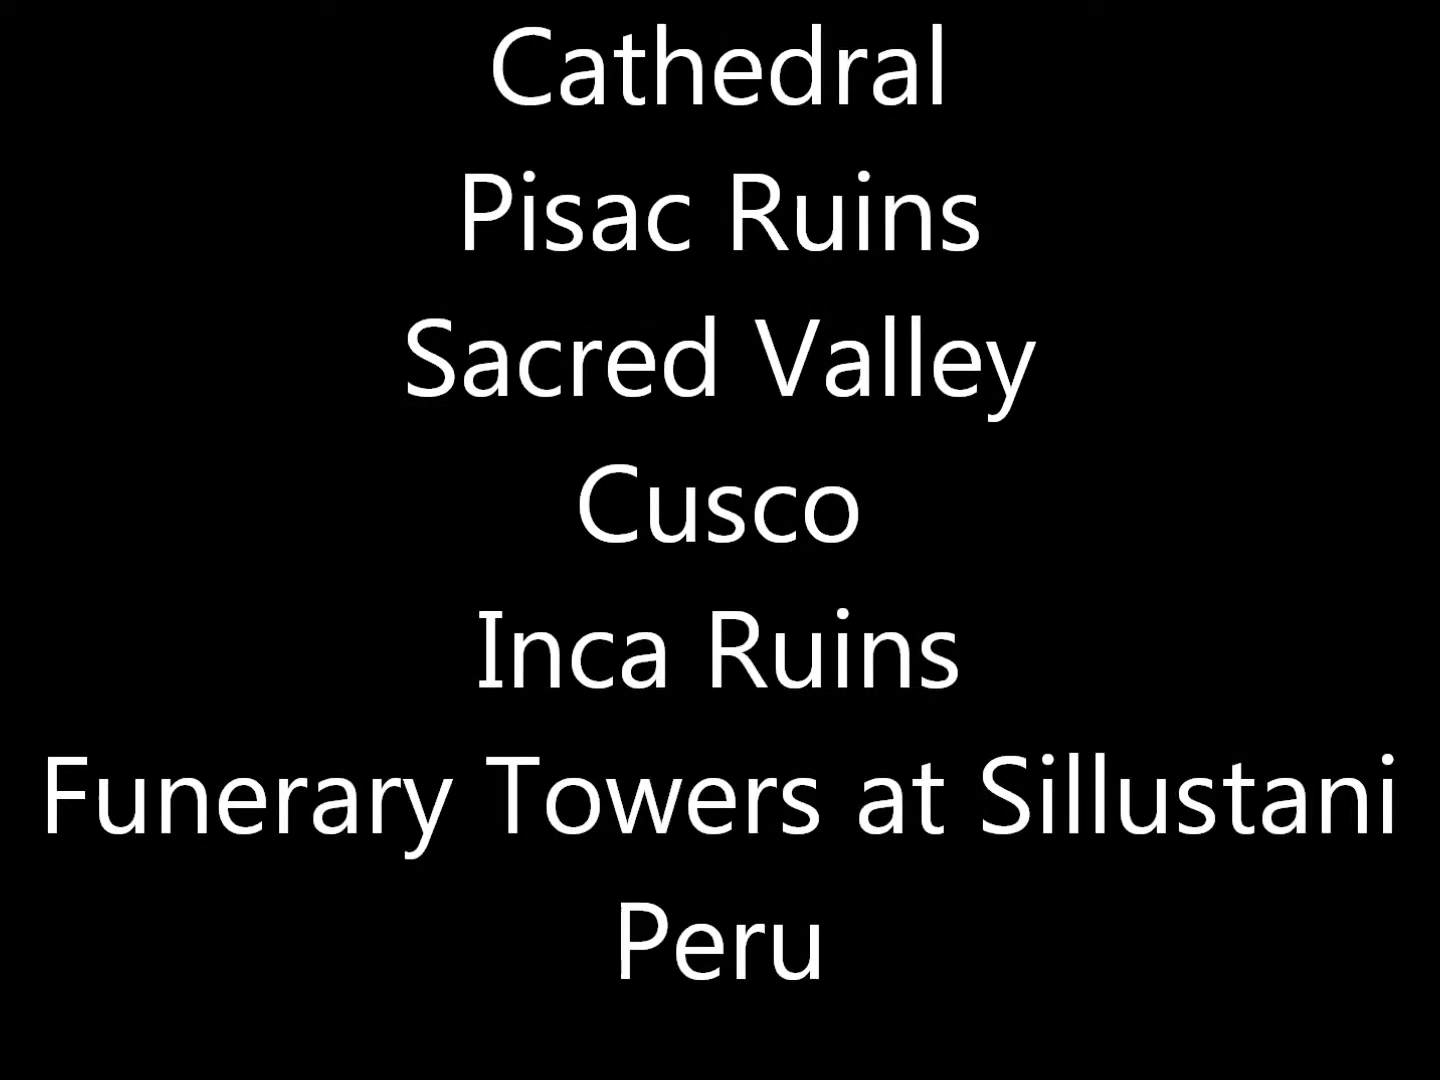 Cathedral
Pisac Ruins
Sacred Valley
Cusco
Inca Ruins
Funerary Towers at Sillustani
Peru